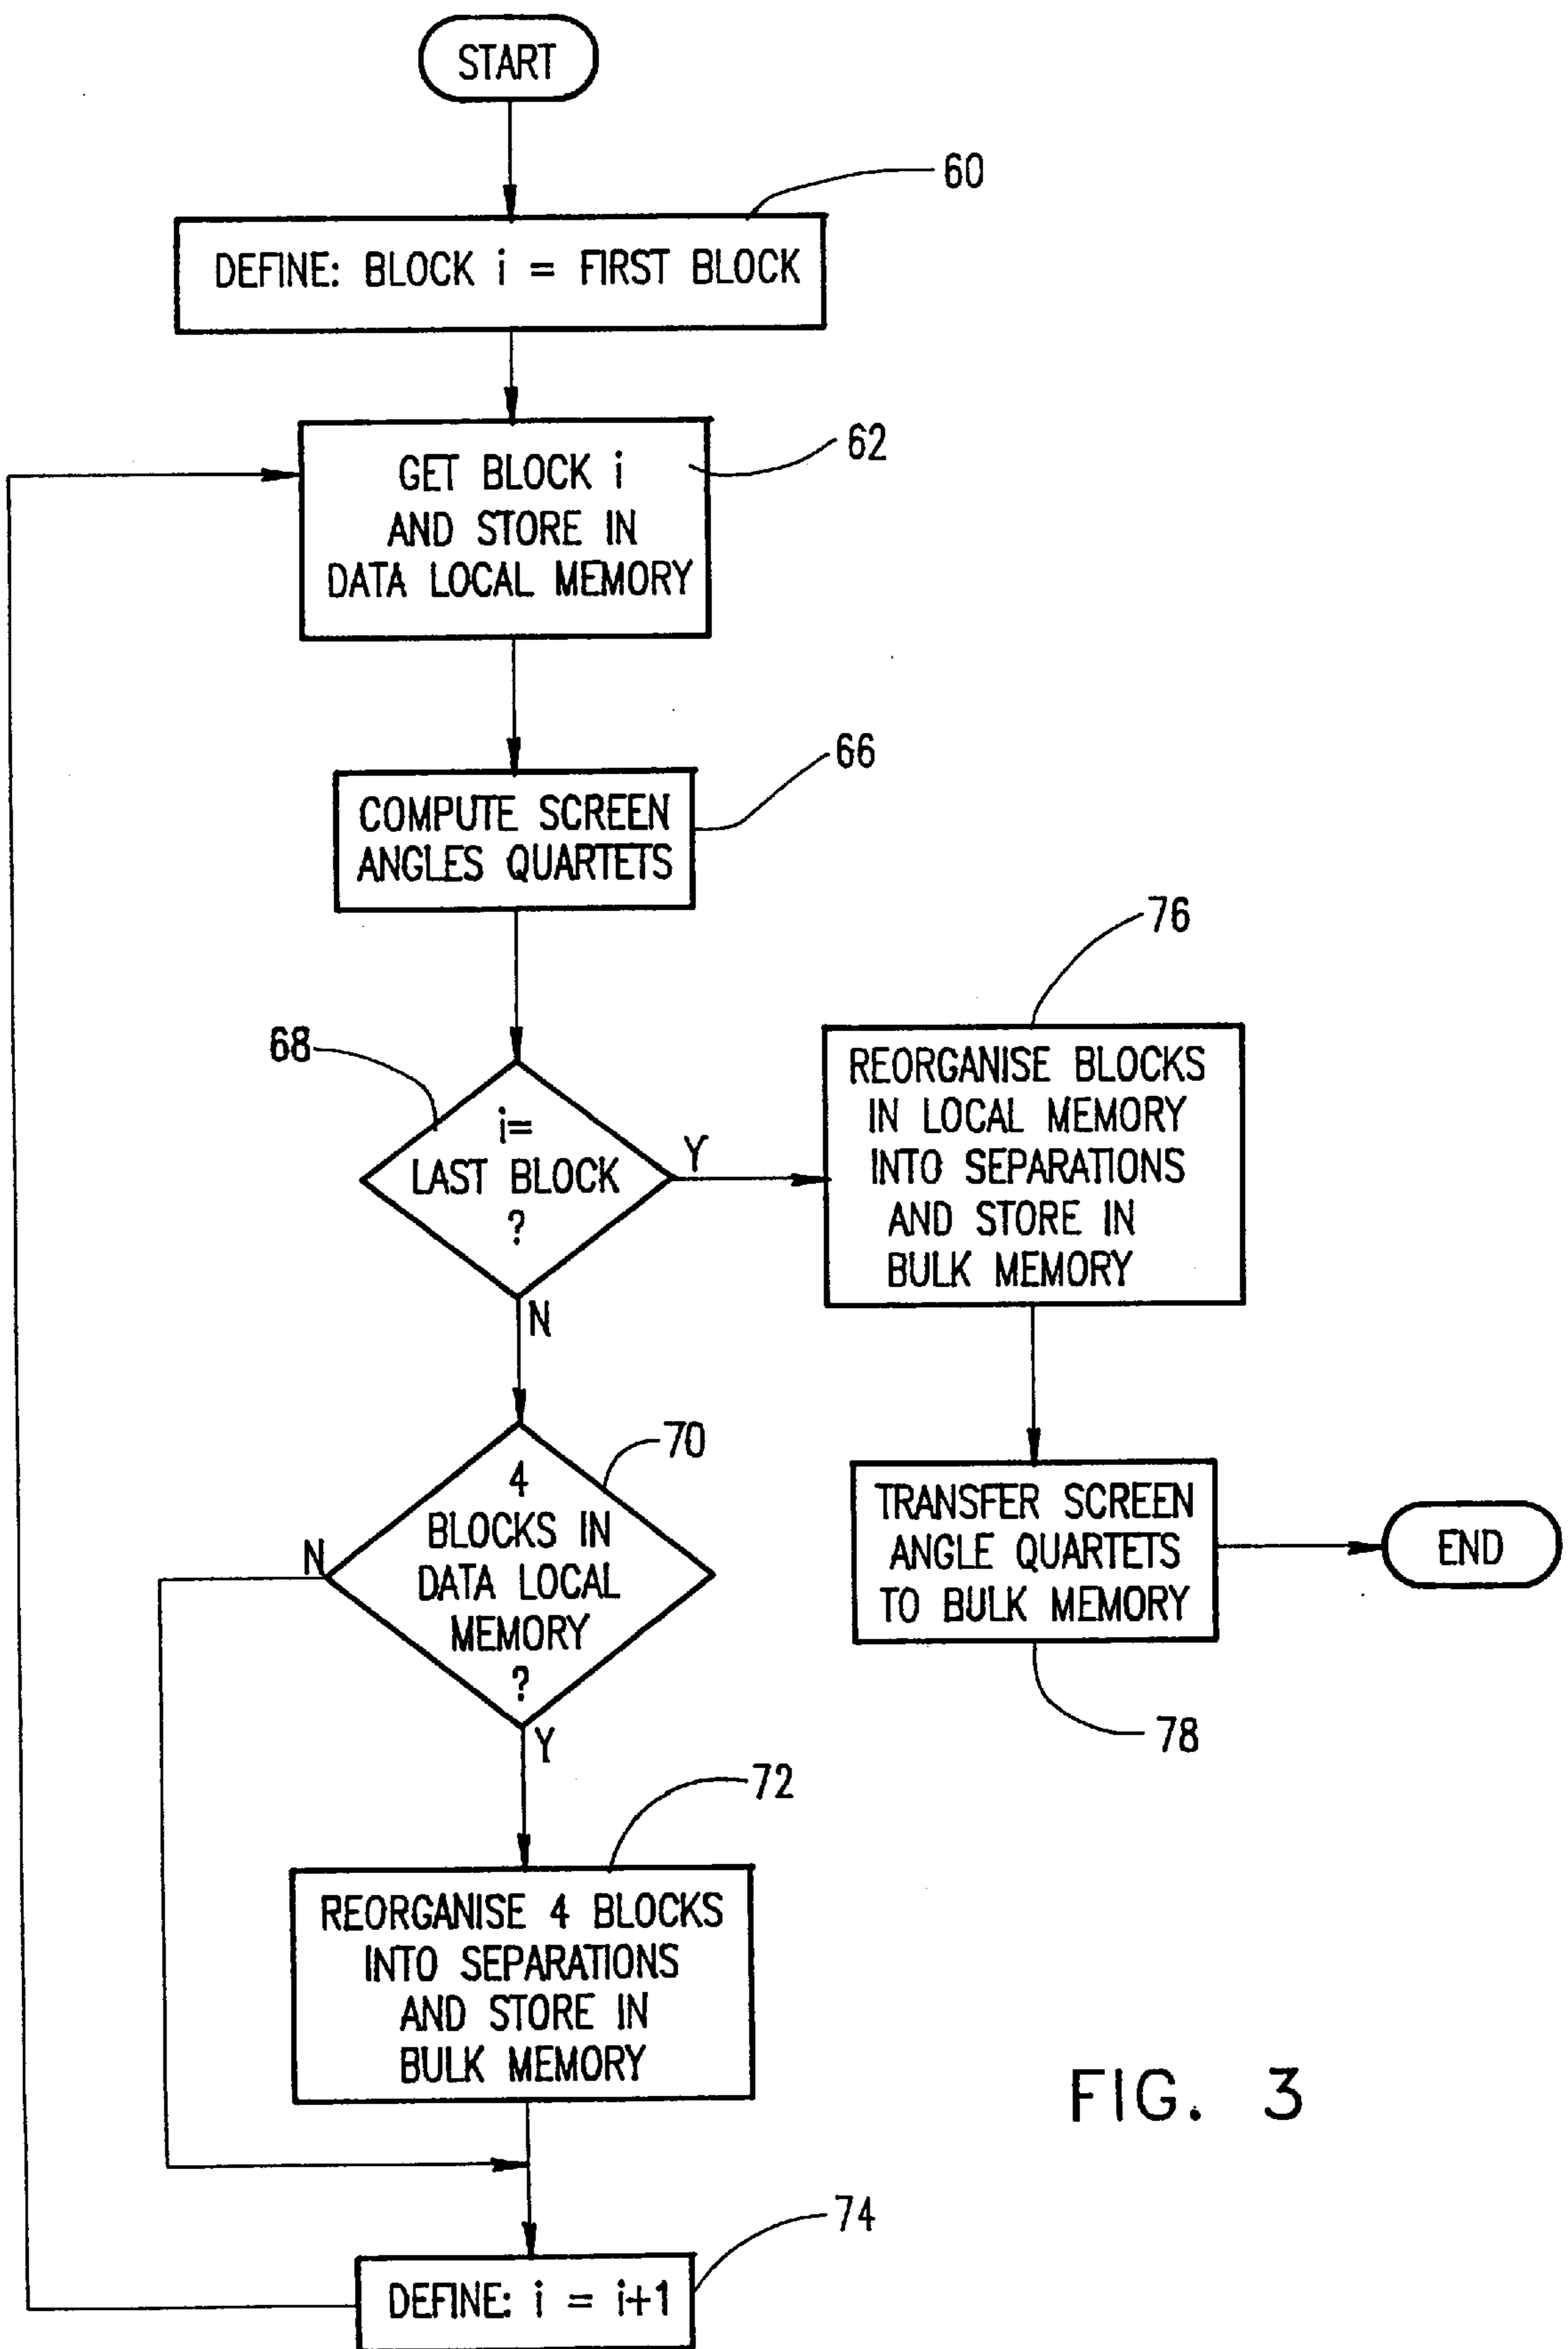 START
60
DEFINE: BLOCK i = FIRST BLOCK
62
GET BLOCK i
AND STORE IN
DATA LOCAL MEMORY
66
COMPUTE SCREEN
ANGLES QUARTETS
68
i=
LAST BLOCK
?
Y
N
76
REORGANISE BLOCKS
IN LOCAL MEMORY
INTO SEPARATIONS
AND STORE IN
BULK MEMORY
70
4
BLOCKS IN
DATA LOCAL
MEMORY
?
N
Y
TRANSFER SCREEN
ANGLE QUARTETS
TO BULK MEMORY
78
END
72
REORGANISE 4 BLOCKS
INTO SEPARATIONS
AND STORE IN
BULK MEMORY
74
DEFINE: i = i+1
FIG. 3